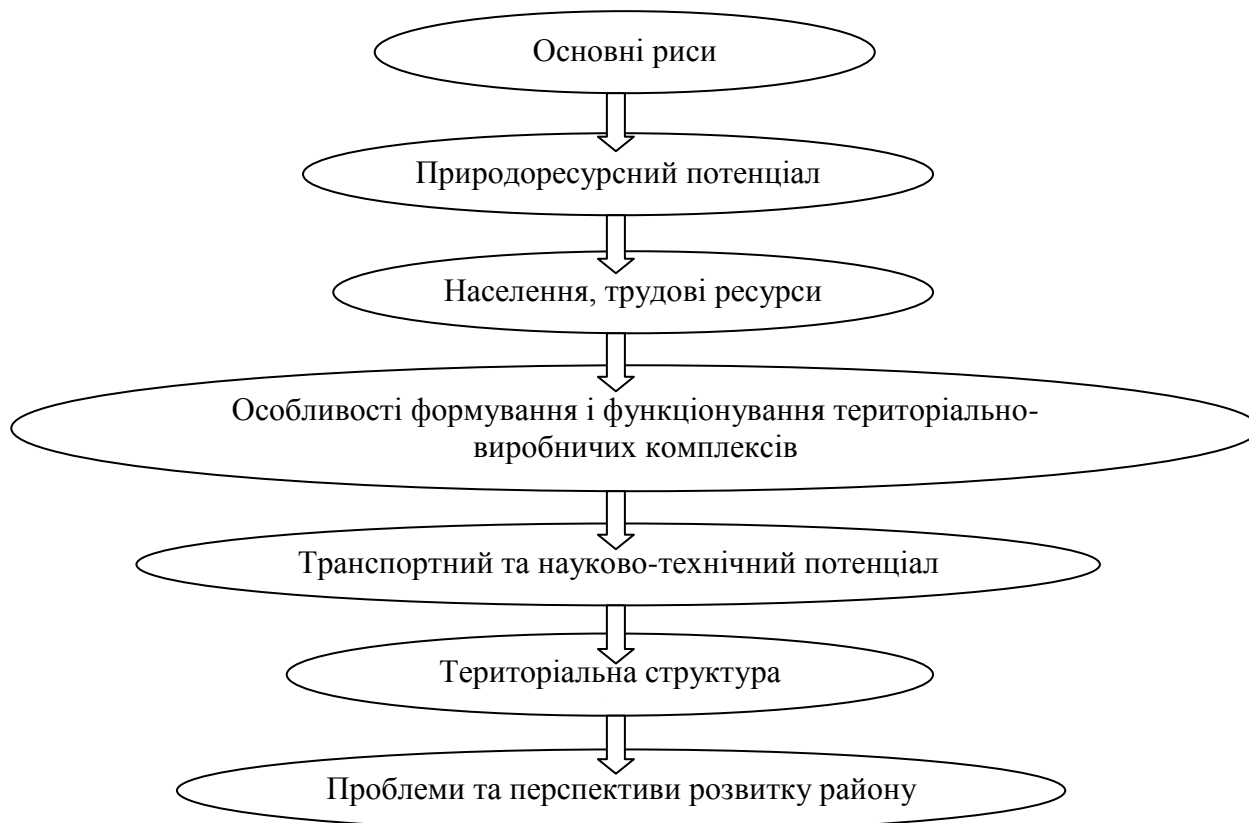 Основні риси
Природоресурсний потенціал
Населення, трудові ресурси
Особливості формування і функціонування територіально-
виробничих комплексів
Транспортний та науково-технічний потенціал
Територіальна структура
Проблеми та перспективи розвитку району